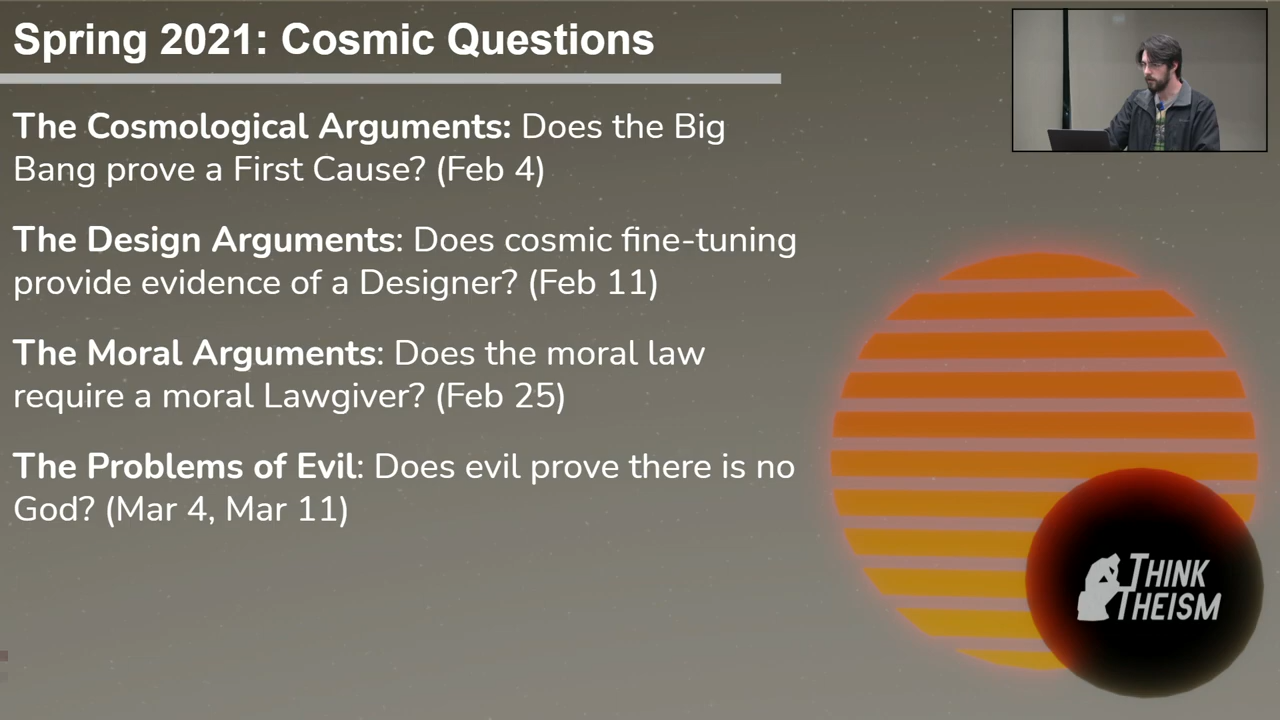 Spring 2021: Cosmic Questions
The Cosmological Arguments: Does the Big
Bang prove a First Cause? (Feb 4)
The Design Arguments: Does cosmic fine-tuning
provide evidence of a Designer? (Feb 11)
The Moral Arguments: Does the moral law
require a moral Lawgiver? (Feb 25)
The Problems of Evil: Does evil prove there is no
God? (Mar 4, Mar 11)
THINK
THEISM